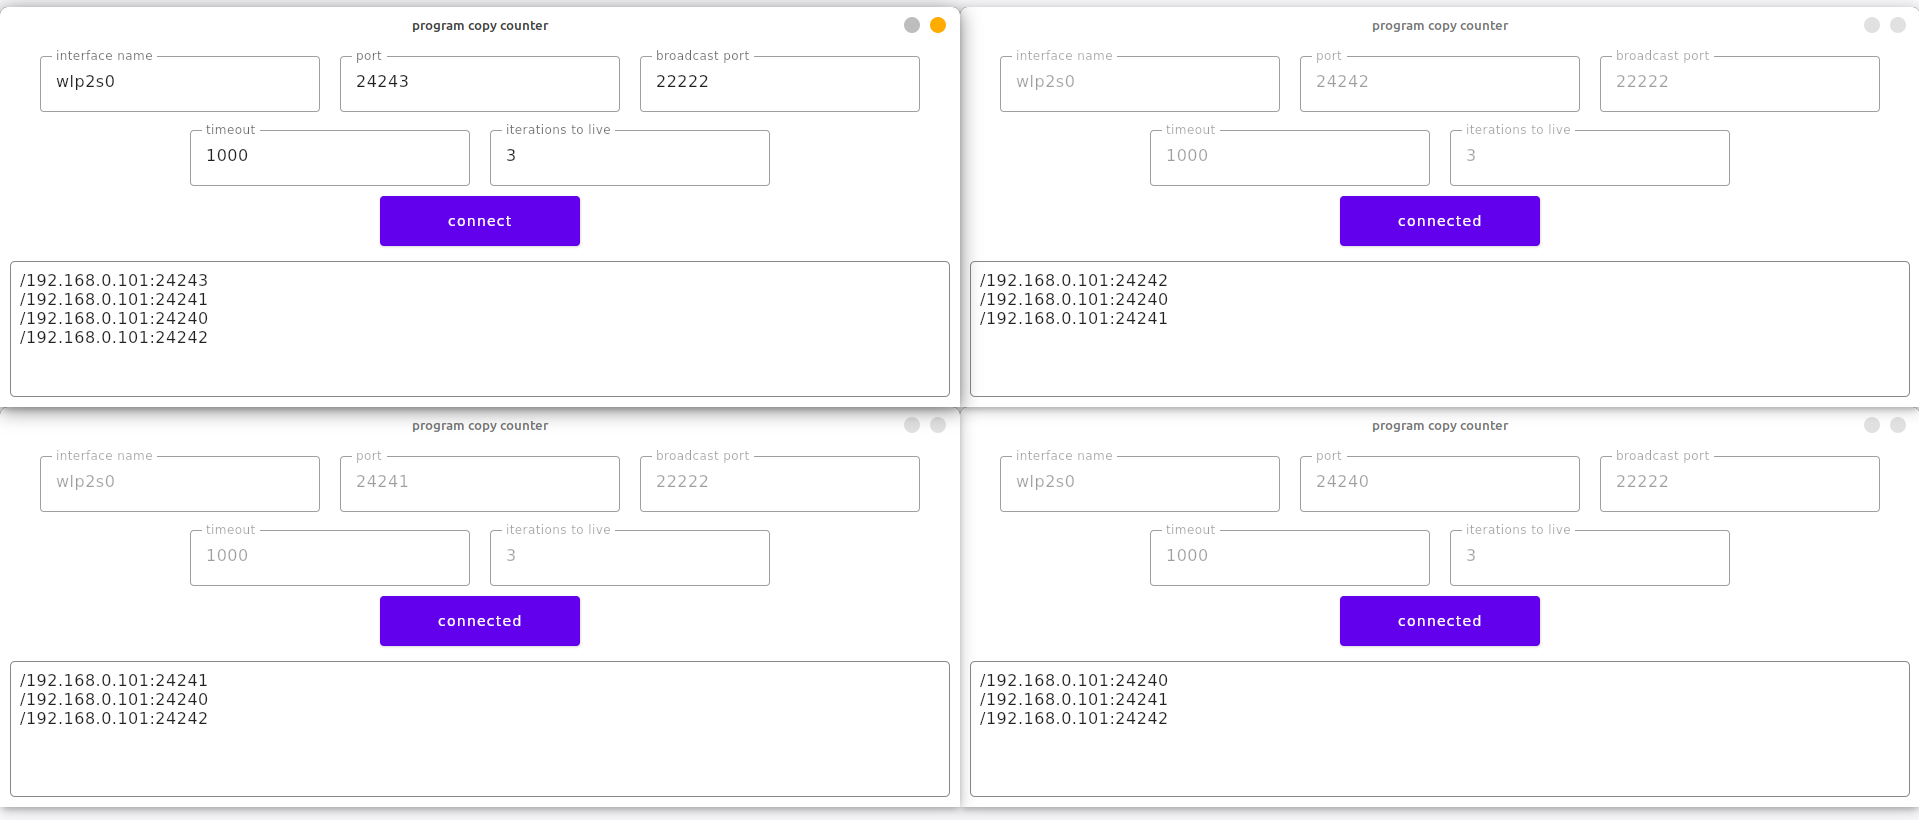 program copy counter
interface name
port
broadcast port
wlp2s0
24243
22222
timeout
iterations to live
1000
3
connect
/192.168.0.101:24243
/192.168.0.101:24241
/192.168.0.101:24240
/192.168.0.101:24242
program copy counter
interface name
port
broadcast port
wlp2s0
24242
22222
timeout
iterations to live
1000
3
connected
/192.168.0.101:24242
/192.168.0.101:24240
/192.168.0.101:24241
program copy counter
interface name
port
broadcast port
wlp2s0
24241
22222
timeout
iterations to live
1000
3
connected
/192.168.0.101:24241
/192.168.0.101:24240
/192.168.0.101:24242
program copy counter
interface name
port
broadcast port
wlp2s0
24240
22222
timeout
iterations to live
1000
3
connected
/192.168.0.101:24240
/192.168.0.101:24241
/192.168.0.101:24242